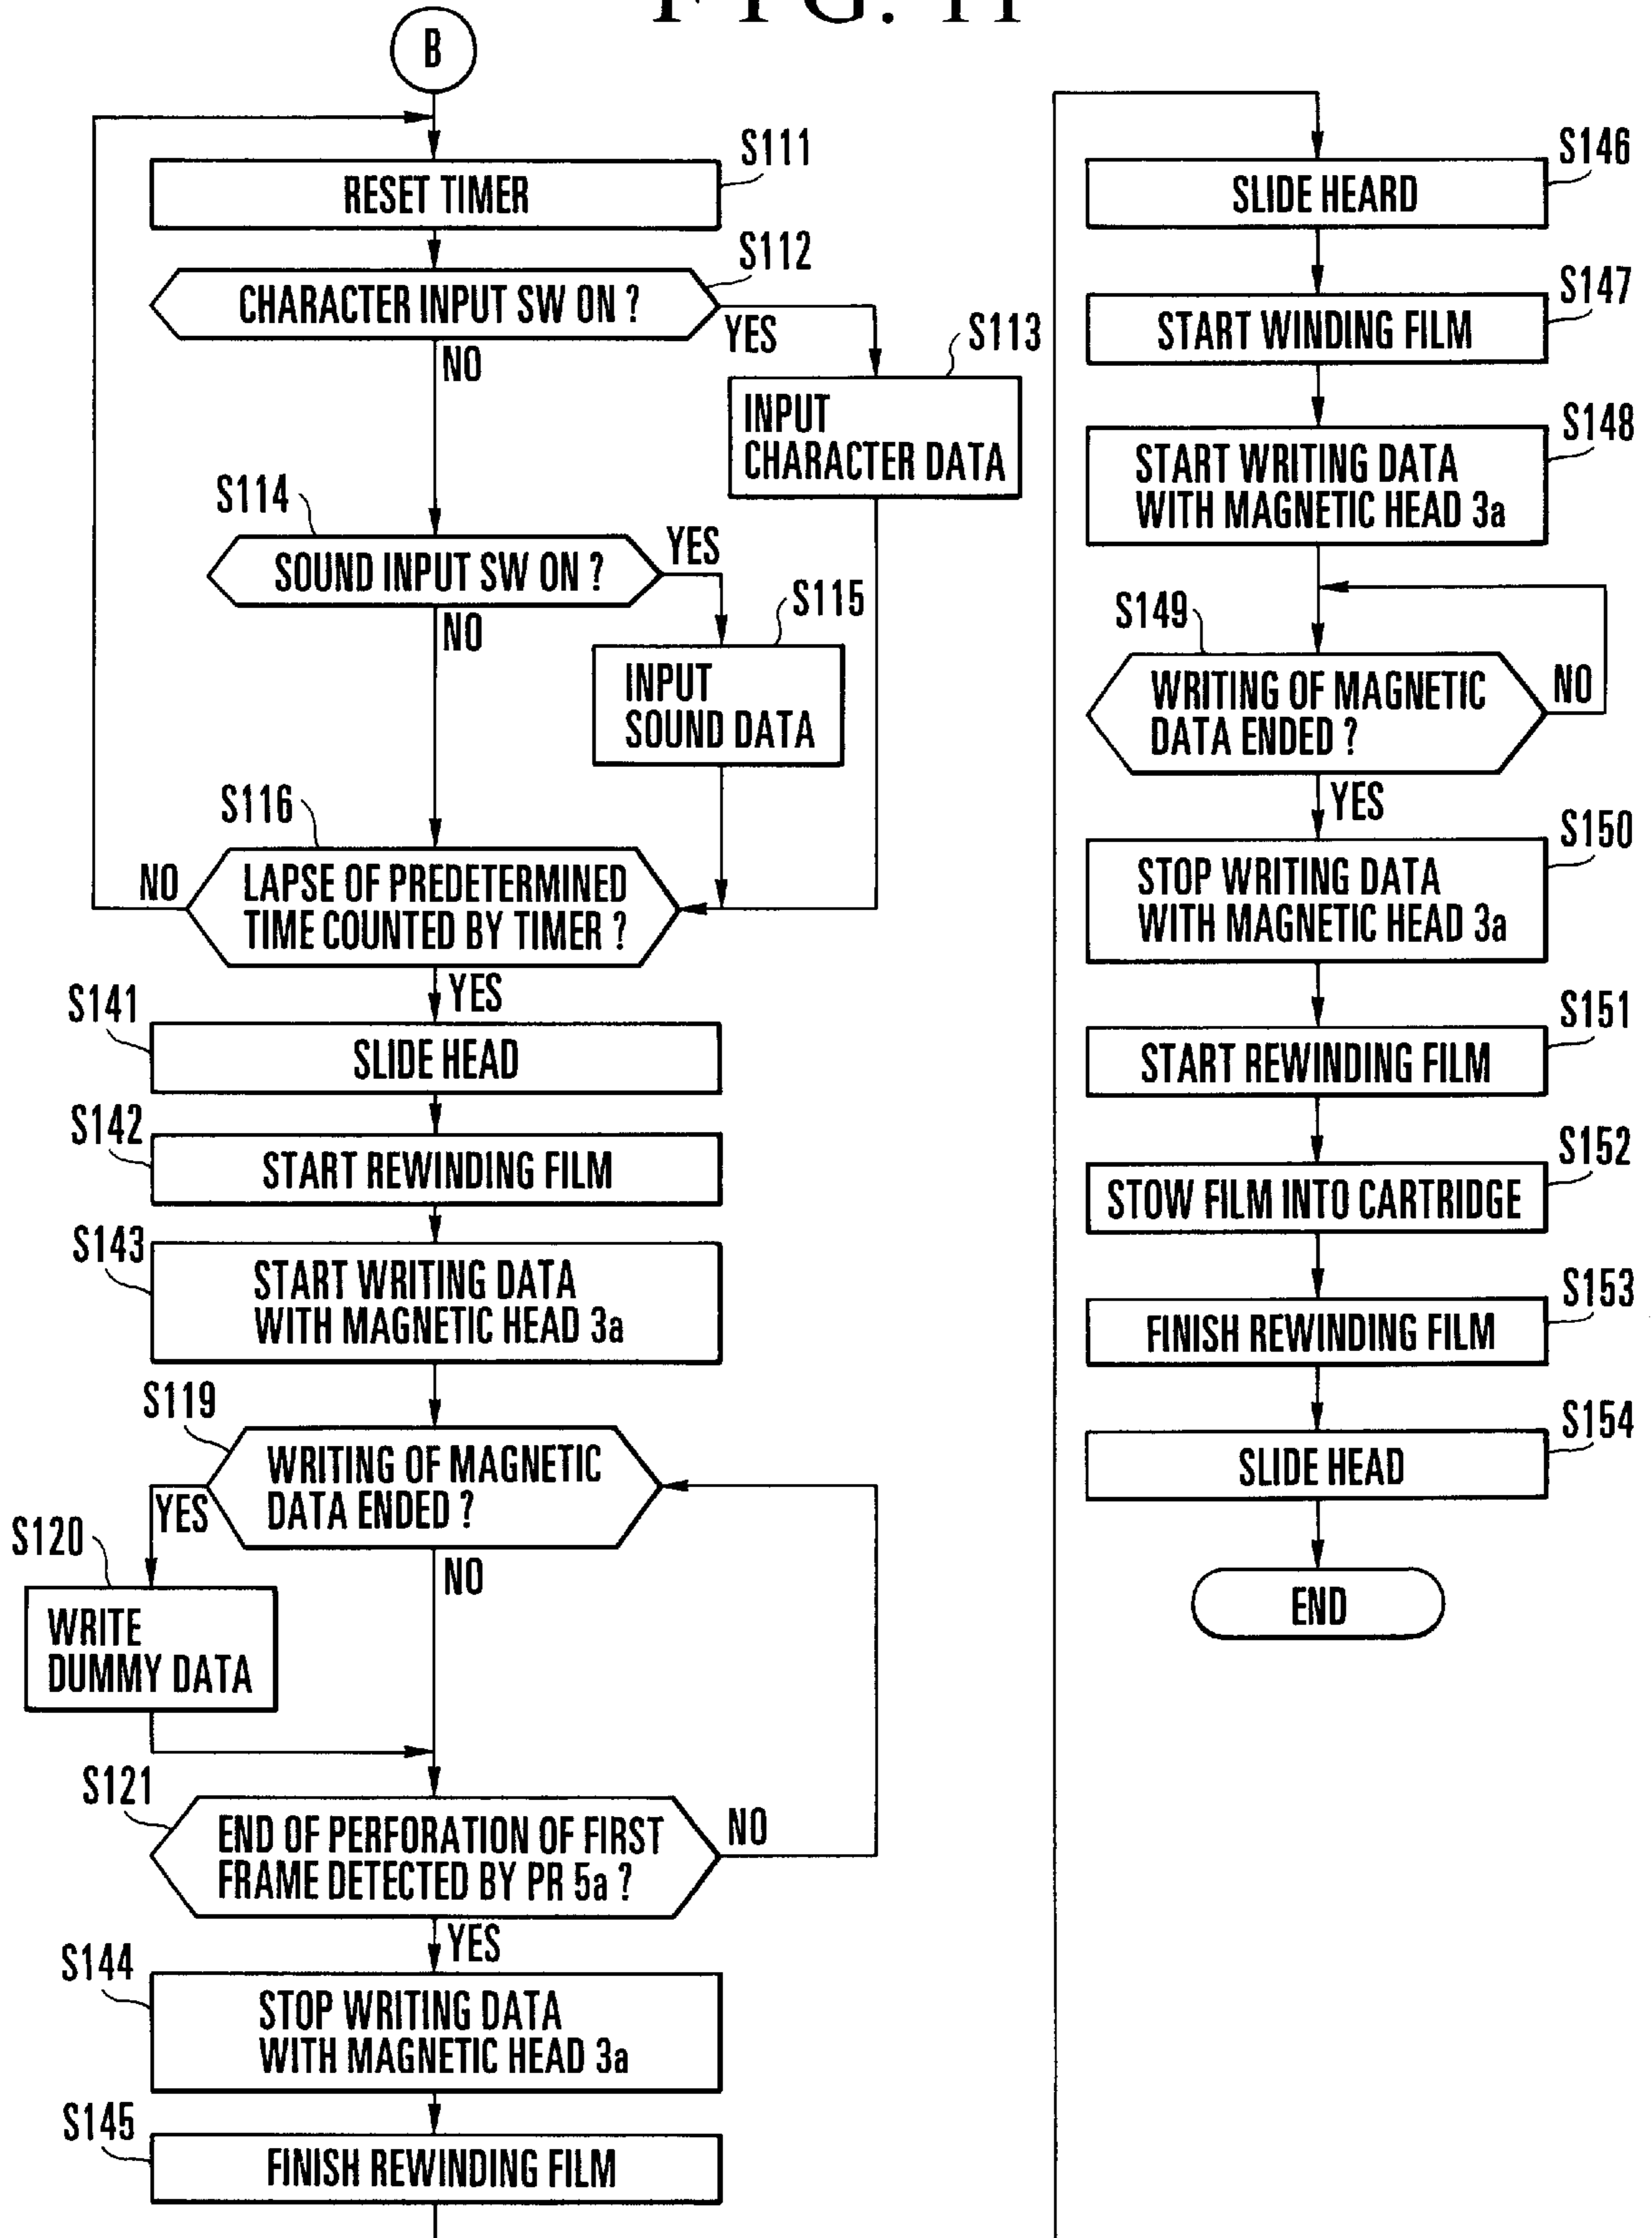 FIG. 11
B
S111
RESET TIMER
S112
CHARACTER INPUT SW ON ?
YES
NO
S113
INPUT
CHARACTER DATA
S114
SOUND INPUT SW ON ?
YES
NO
S115
INPUT
SOUND DATA
S116
LAPSE OF PREDETERMINED
TIME COUNTED BY TIMER ?
NO
YES
S141
SLIDE HEAD
S142
START REWINDING FILM
S143
START WRITING DATA
WITH MAGNETIC HEAD 3a
S119
WRITING OF MAGNETIC
DATA ENDED ?
YES
NO
S120
WRITE
DUMMY DATA
S121
END OF PERFORATION OF FIRST
FRAME DETECTED BY PR 5a ?
NO
YES
S144
STOP WRITING DATA
WITH MAGNETIC HEAD 3a
S145
FINISH REWINDING FILM
S146
SLIDE HEARD
S147
START WINDING FILM
S148
START WRITING DATA
WITH MAGNETIC HEAD 3a
S149
WRITING OF MAGNETIC
DATA ENDED ?
NO
YES
S150
STOP WRITING DATA
WITH MAGNETIC HEAD 3a
S151
START REWINDING FILM
S152
STOW FILM INTO CARTRIDGE
S153
FINISH REWINDING FILM
S154
SLIDE HEAD
END